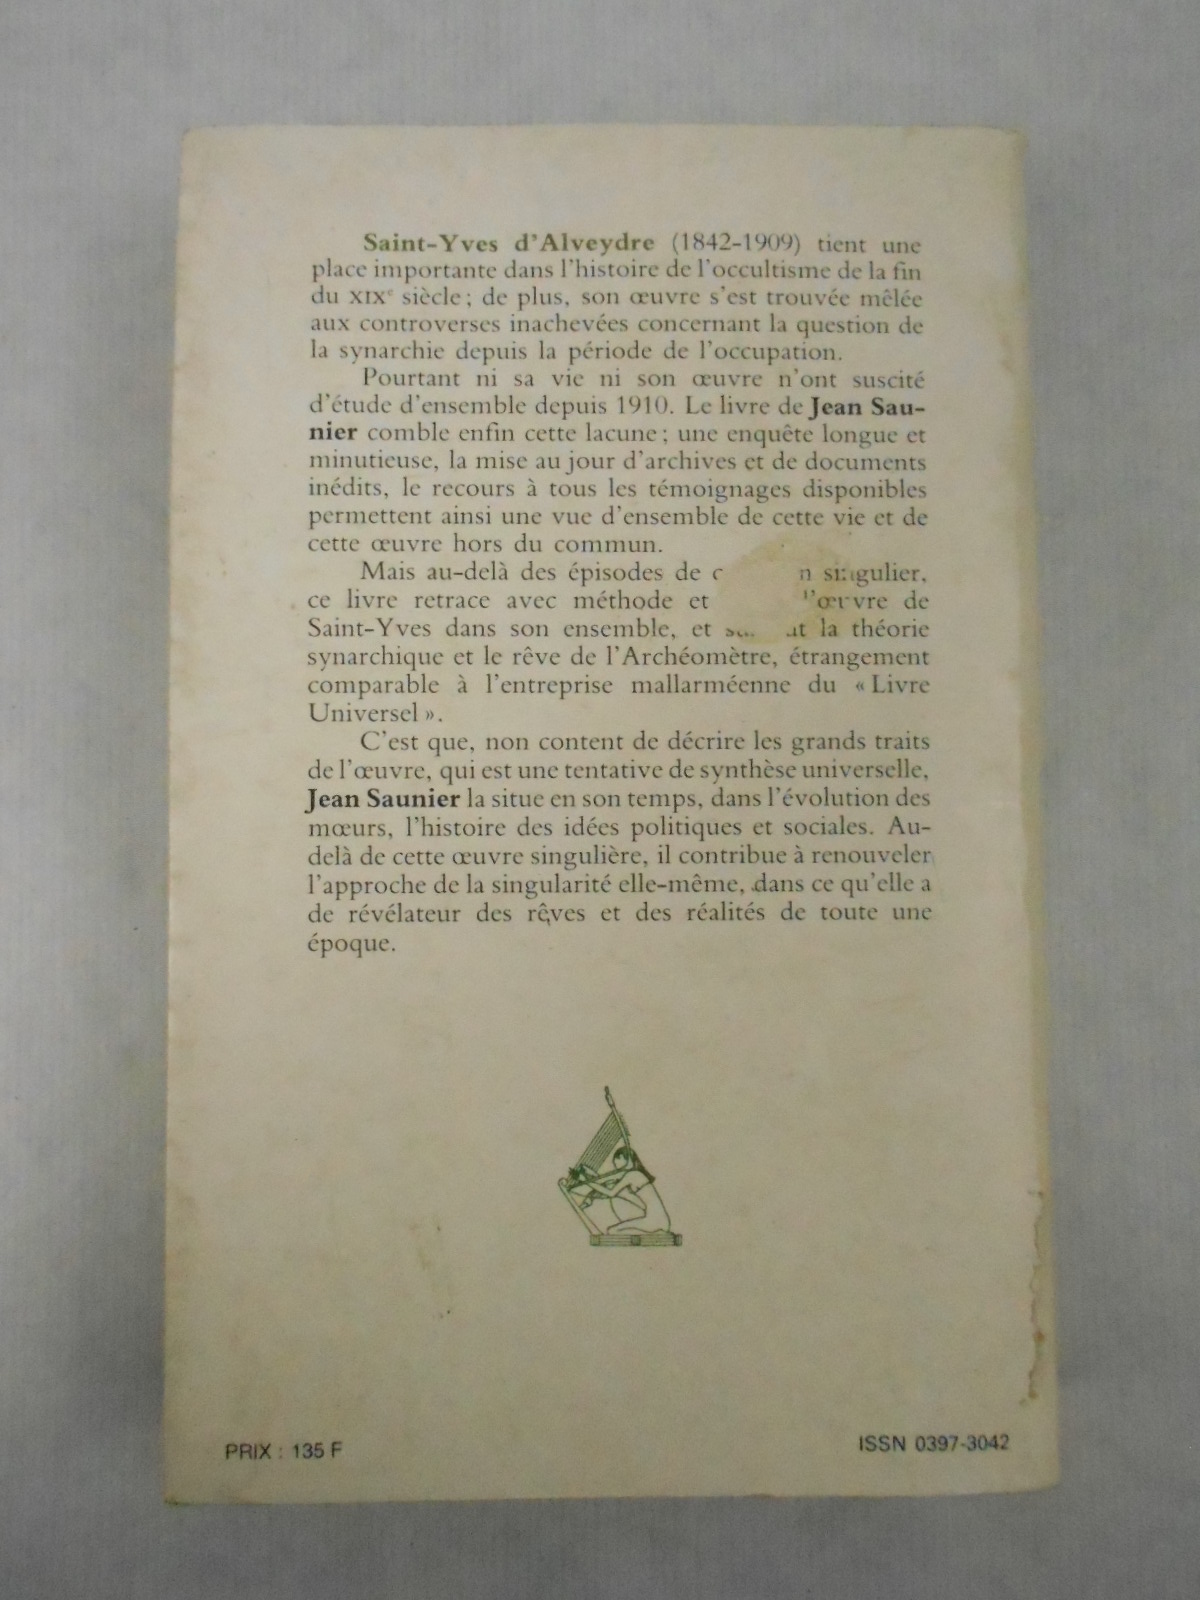 Saint-Yves d'Alveydre (1842-1909) tient une
place importante dans l'histoire de l'occultisme de la fin
du XIXe siècle ; de plus, son œuvre s'est trouvée mêlée
aux controverses inachevées concernant la question de
la synarchie depuis la période de l'occupation.
Pourtant ni sa vie ni son œuvre n'ont suscité
d'étude d'ensemble depuis 1910. Le livre de Jean Sau-
nier comble enfin cette lacune ; une enquête longue et
minutieuse, la mise au jour d'archives et de documents
inédits, le recours à tous les témoignages disponibles
permettent ainsi une vue d'ensemble de cette vie et de
cette œuvre hors du commun.
Mais au-delà des épisodes de singulier,
ce livre retrace avec méthode et l'œuvre de
Saint-Yves dans son ensemble, et la théorie
synarchique et le rêve de l'Archéomètre, étrangement
comparable à l'entreprise mallarméenne du « Livre
Universel ».
C'est que, non content de décrire les grands traits
de l'œuvre, qui est une tentative de synthèse universelle,
Jean Saunier la situe en son temps, dans l'évolution des
mœurs, l'histoire des idées politiques et sociales. Au-
delà de cette œuvre singulière, il contribue à renouveler
l'approche de la singularité elle-même, dans ce qu'elle a
de révélateur des rêves et des réalités de toute une
époque.
PRIX : 135 F
ISSN 0397-3042